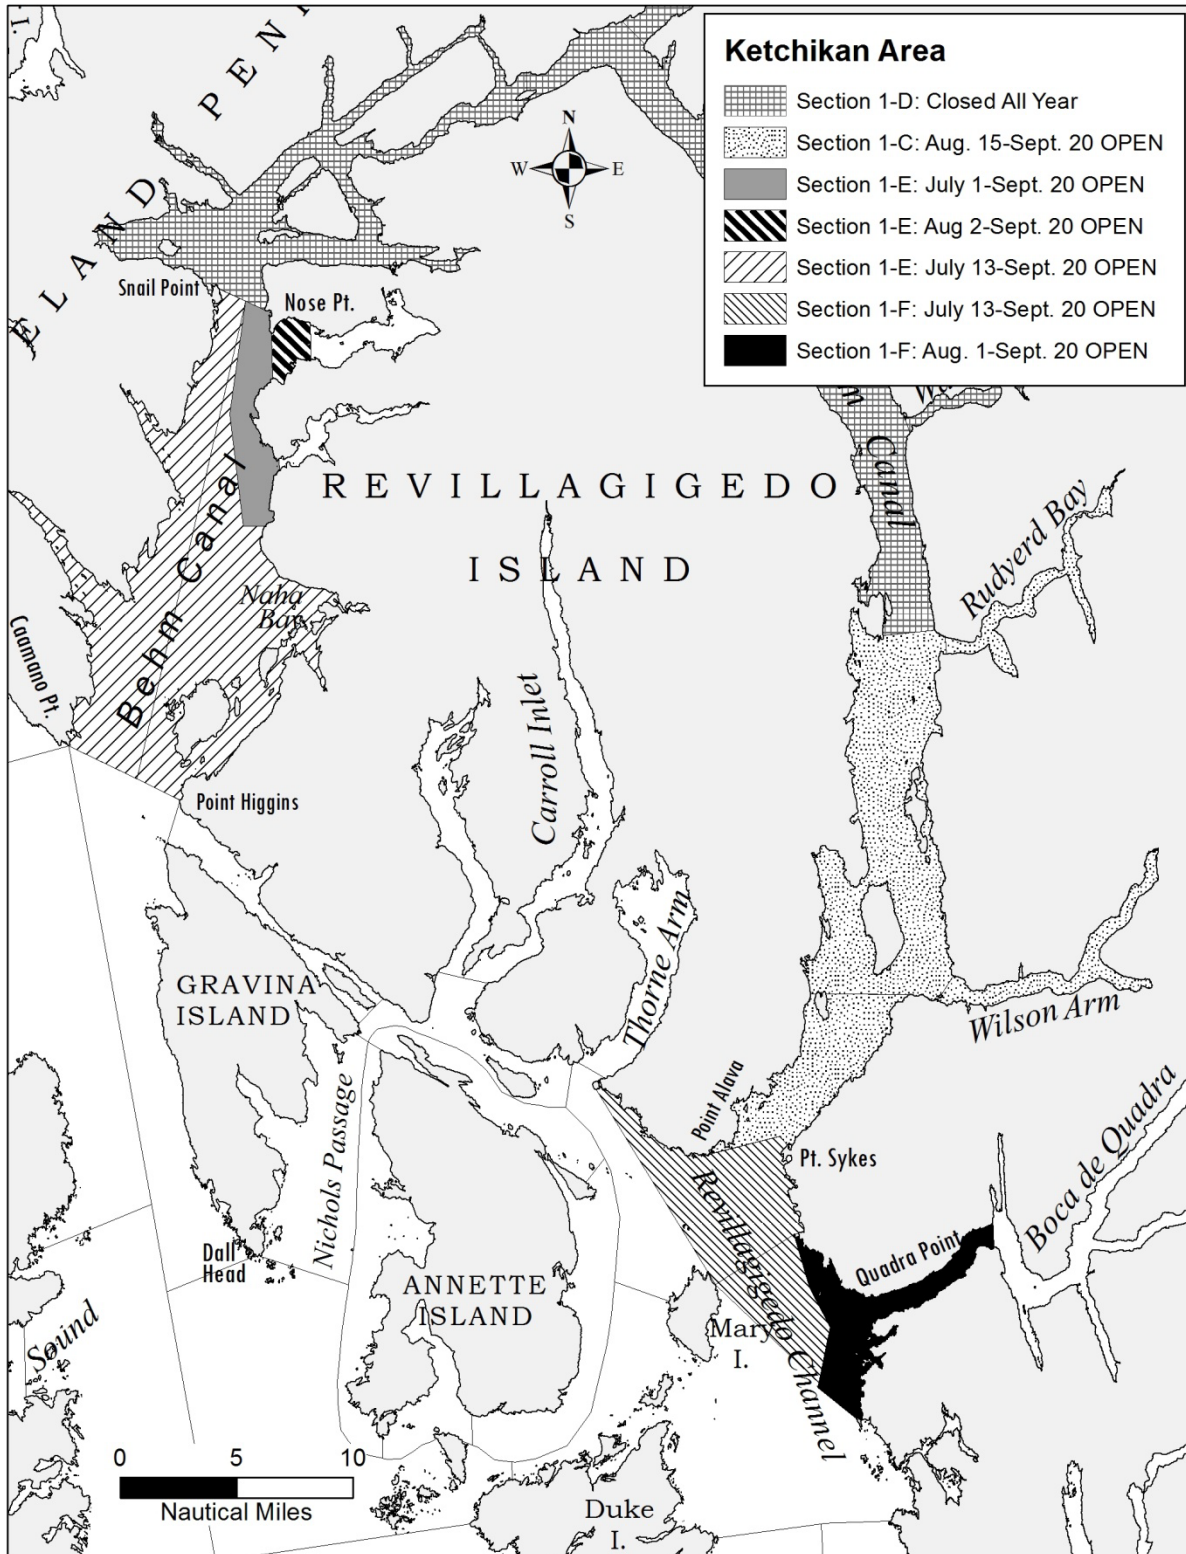 Ketchikan Area
Section 1-D: Closed All Year
Section 1-C: Aug. 15-Sept. 20 OPEN
Section 1-E: July 1-Sept. 20 OPEN
Section 1-E: Aug 2-Sept. 20 OPEN
Section 1-E: July 13-Sept. 20 OPEN
Section 1-F: July 13-Sept. 20 OPEN
Section 1-F: Aug. 1-Sept. 20 OPEN
N
W E
S
ELAND PEN
Snail Point
Nose Pt.
Canal
REVILLAGIGEDO
ISLAND
Rudyerd Bay
Behm Canal
Naha
Bay
Caamano Pt.
Point Higgins
Carroll Inlet
Thorne Arm
GRAVINA
ISLAND
Wilson Arm
Point Alava
Pt. Sykes
Nichols Passage
Revillagigedo Channel
Boca de Quadra
Quadra Point
Dall
Head
ANNETTE
ISLAND
Mary
I.
Sound
0 5 10
Nautical Miles
Duke
I.